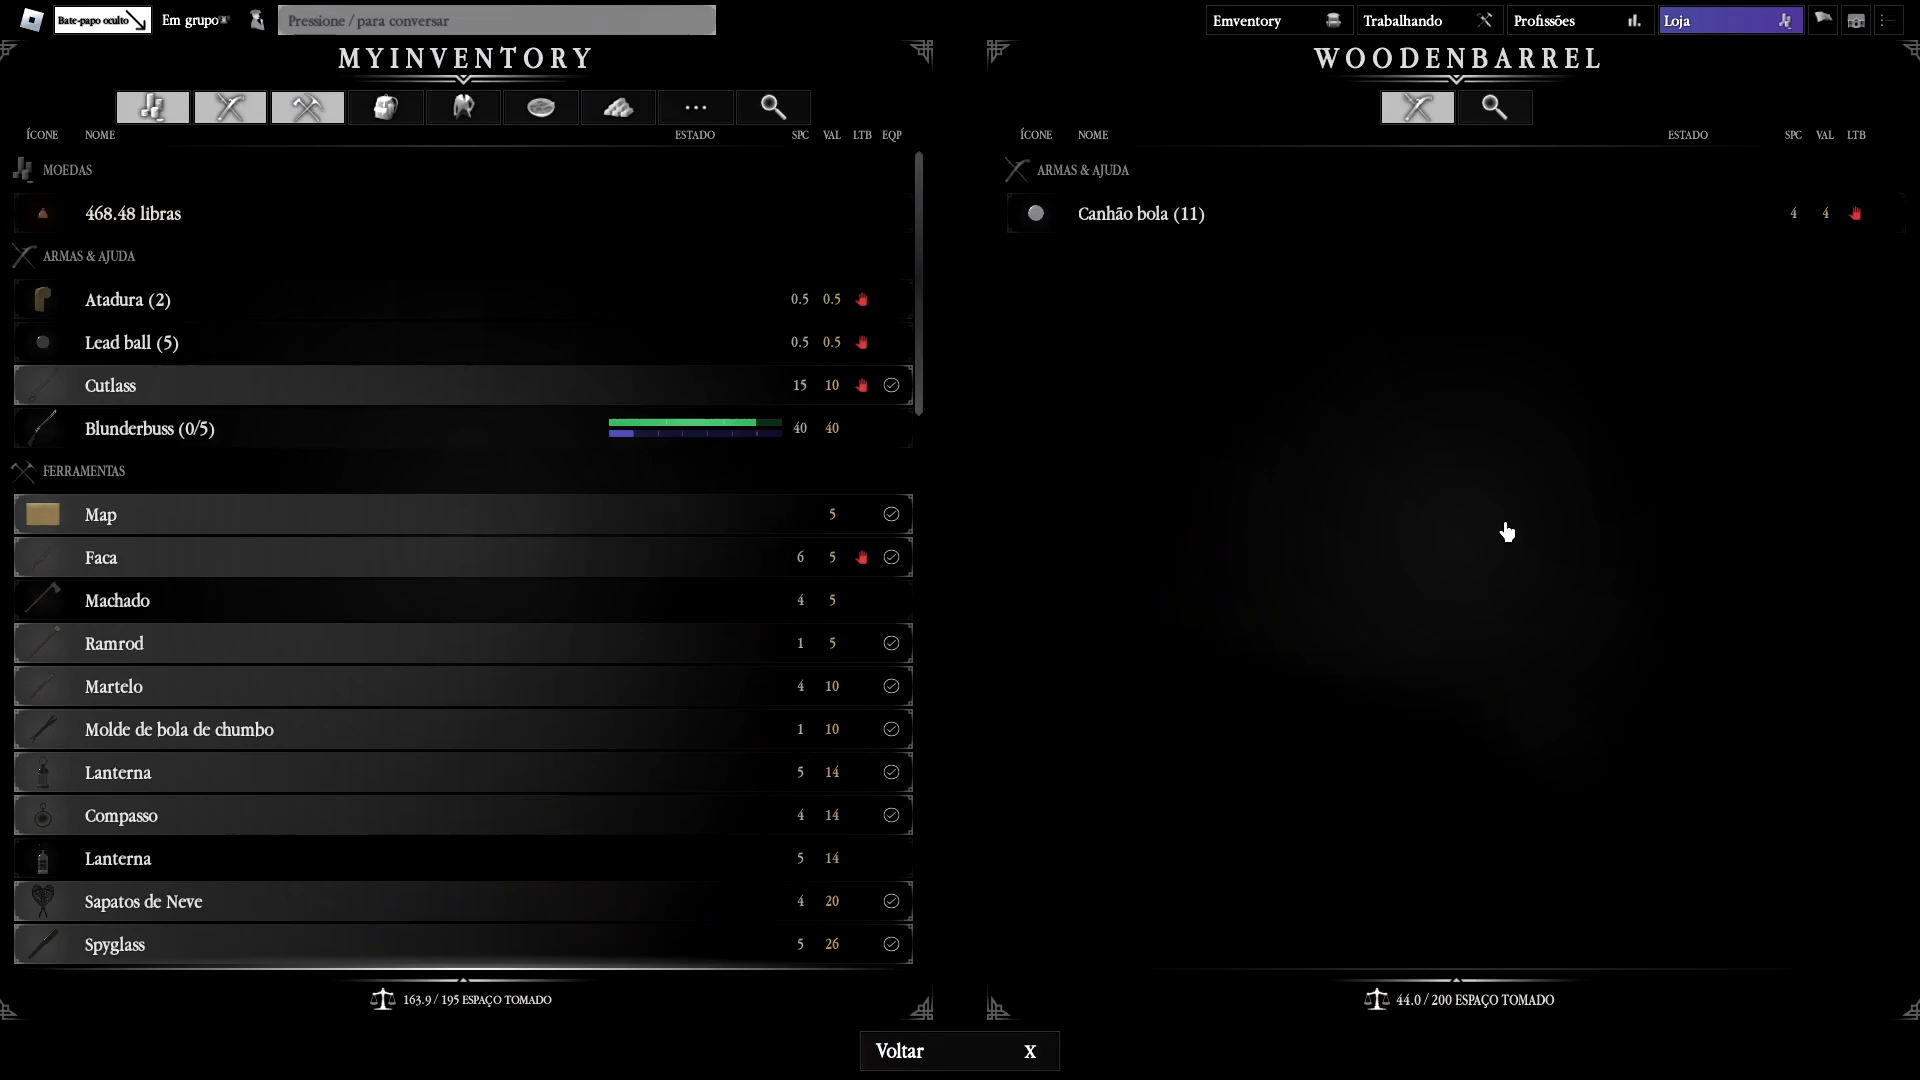 Bate-papo oculto Em grupo Pressione / para conversar Emventory Trabalhando Profissões Loja
MYINVENTORY
ÍCONE NOME ESTADO SPC VAL LTB EQP
MOEDAS
468.48 libras
ARMAS & AJUDA
Atadura (2) 0.5 0.5
Lead ball (5) 0.5 0.5
Cutlass 15 10
Blunderbuss (0/5) 40 40
FERRAMENTAS
Map 5
Faca 6 5
Machado 4 5
Ramrod 1 5
Martelo 4 10
Molde de bola de chumbo 1 10
Lanterna 5 14
Compasso 4 14
Lanterna 5 14
Sapatos de Neve 4 20
Spyglass 5 26
163.9 / 195 ESPAÇO TOMADO
WOODENBARREL
ÍCONE NOME ESTADO SPC VAL LTB
ARMAS & AJUDA
Canhão bola (11) 4 4
44.0 / 200 ESPAÇO TOMADO
Voltar X